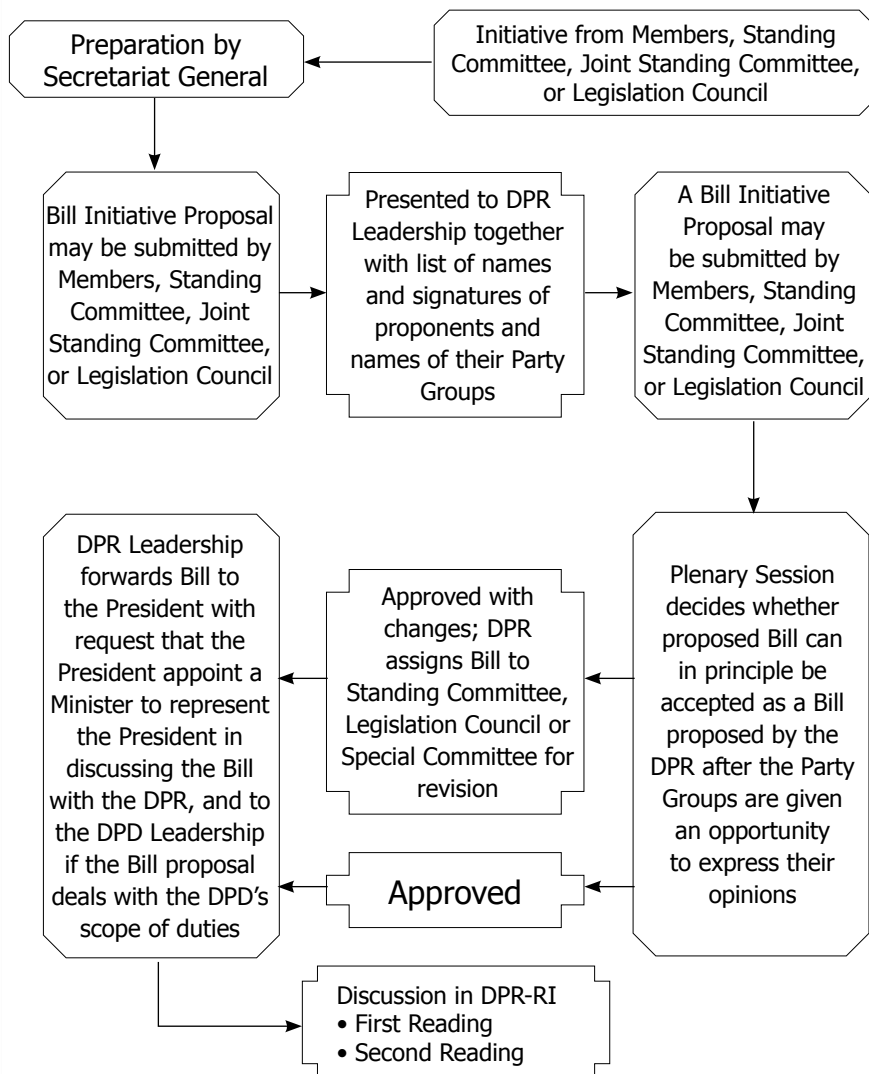 Initiative from Members, Standing
Committee, Joint Standing Committee,
or Legislation Council
Preparation by
Secretariat General
Bill Initiative Proposal
may be submitted by
Members, Standing
Committee, Joint
Standing Committee,
or Legislation Council
Presented to DPR
Leadership together
with list of names
and signatures of
proponents and
names of their Party
Groups
A Bill Initiative
Proposal may
be submitted by
Members, Standing
Committee, Joint
Standing Committee,
or Legislation Council
Plenary Session
decides whether
proposed Bill can
in principle be
accepted as a Bill
proposed by the
DPR after the Party
Groups are given
an opportunity
to express their
opinions
Approved with
changes; DPR
assigns Bill to
Standing Committee,
Legislation Council or
Special Committee for
revision
Approved
DPR Leadership
forwards Bill to
the President with
request that the
President appoint a
Minister to represent
the President in
discussing the Bill
with the DPR, and to
the DPD Leadership
if the Bill proposal
deals with the DPD’s
scope of duties
Discussion in DPR-RI
• First Reading
• Second Reading